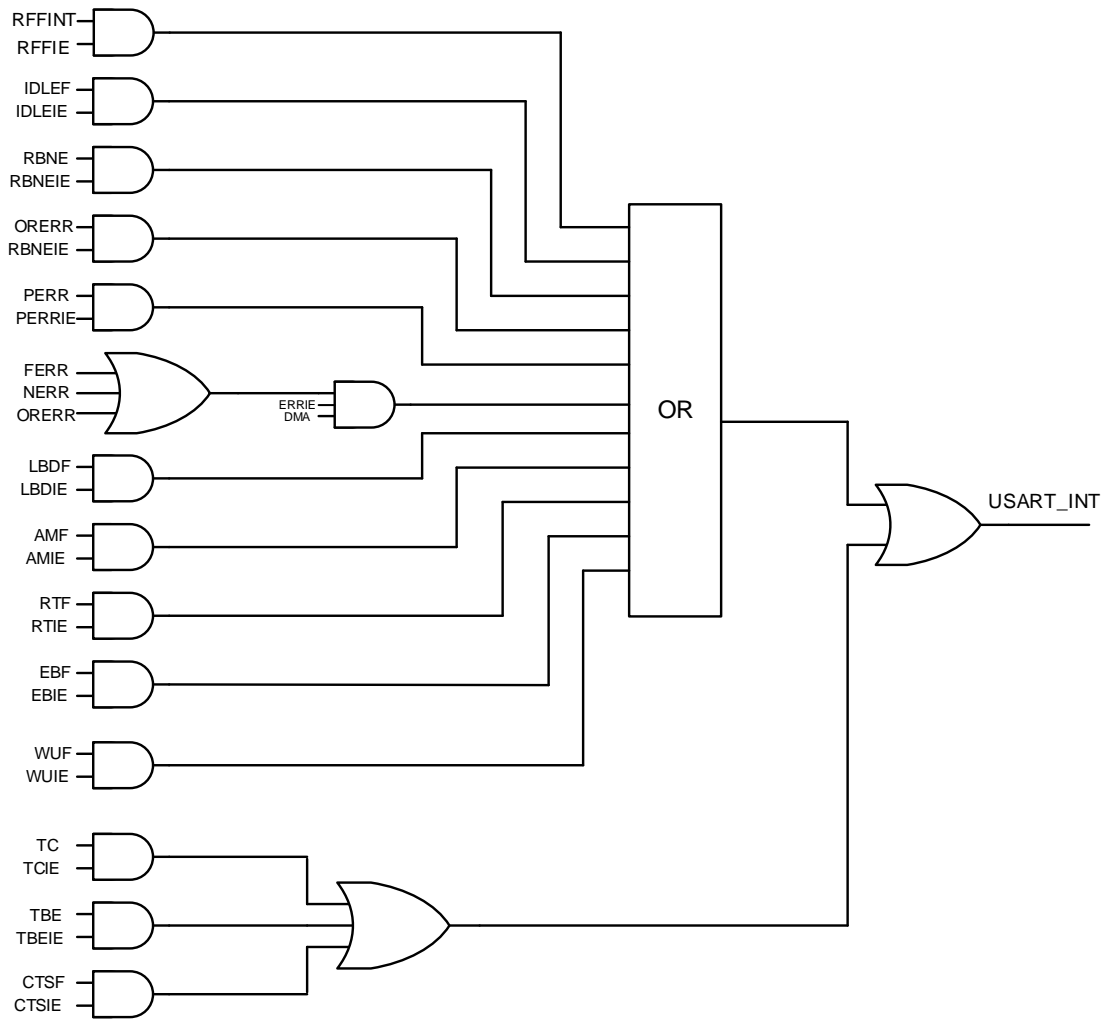 RFFINT
RFFIE
IDLEF
IDLEIE
RBNE
RBNEIE
ORERR
RBNEIE
PERR
PERRIE
FERR
NERR
ORERR
ERRIE
DMA
OR
LBDF
LBDIE
USART_INT
AMF
AMIE
RTF
RTIE
EBF
EBIE
WUF
WUIE
TC
TCIE
TBE
TBEIE
CTSF
CTSIE